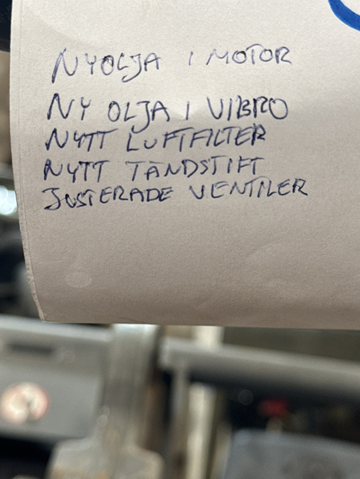 NY OLJA I MOTOR
NY OLJA I VIBRO
NYTT LUFTFILTER
NYTT TÄNDSTIFT
JUSTERADE VENTILER